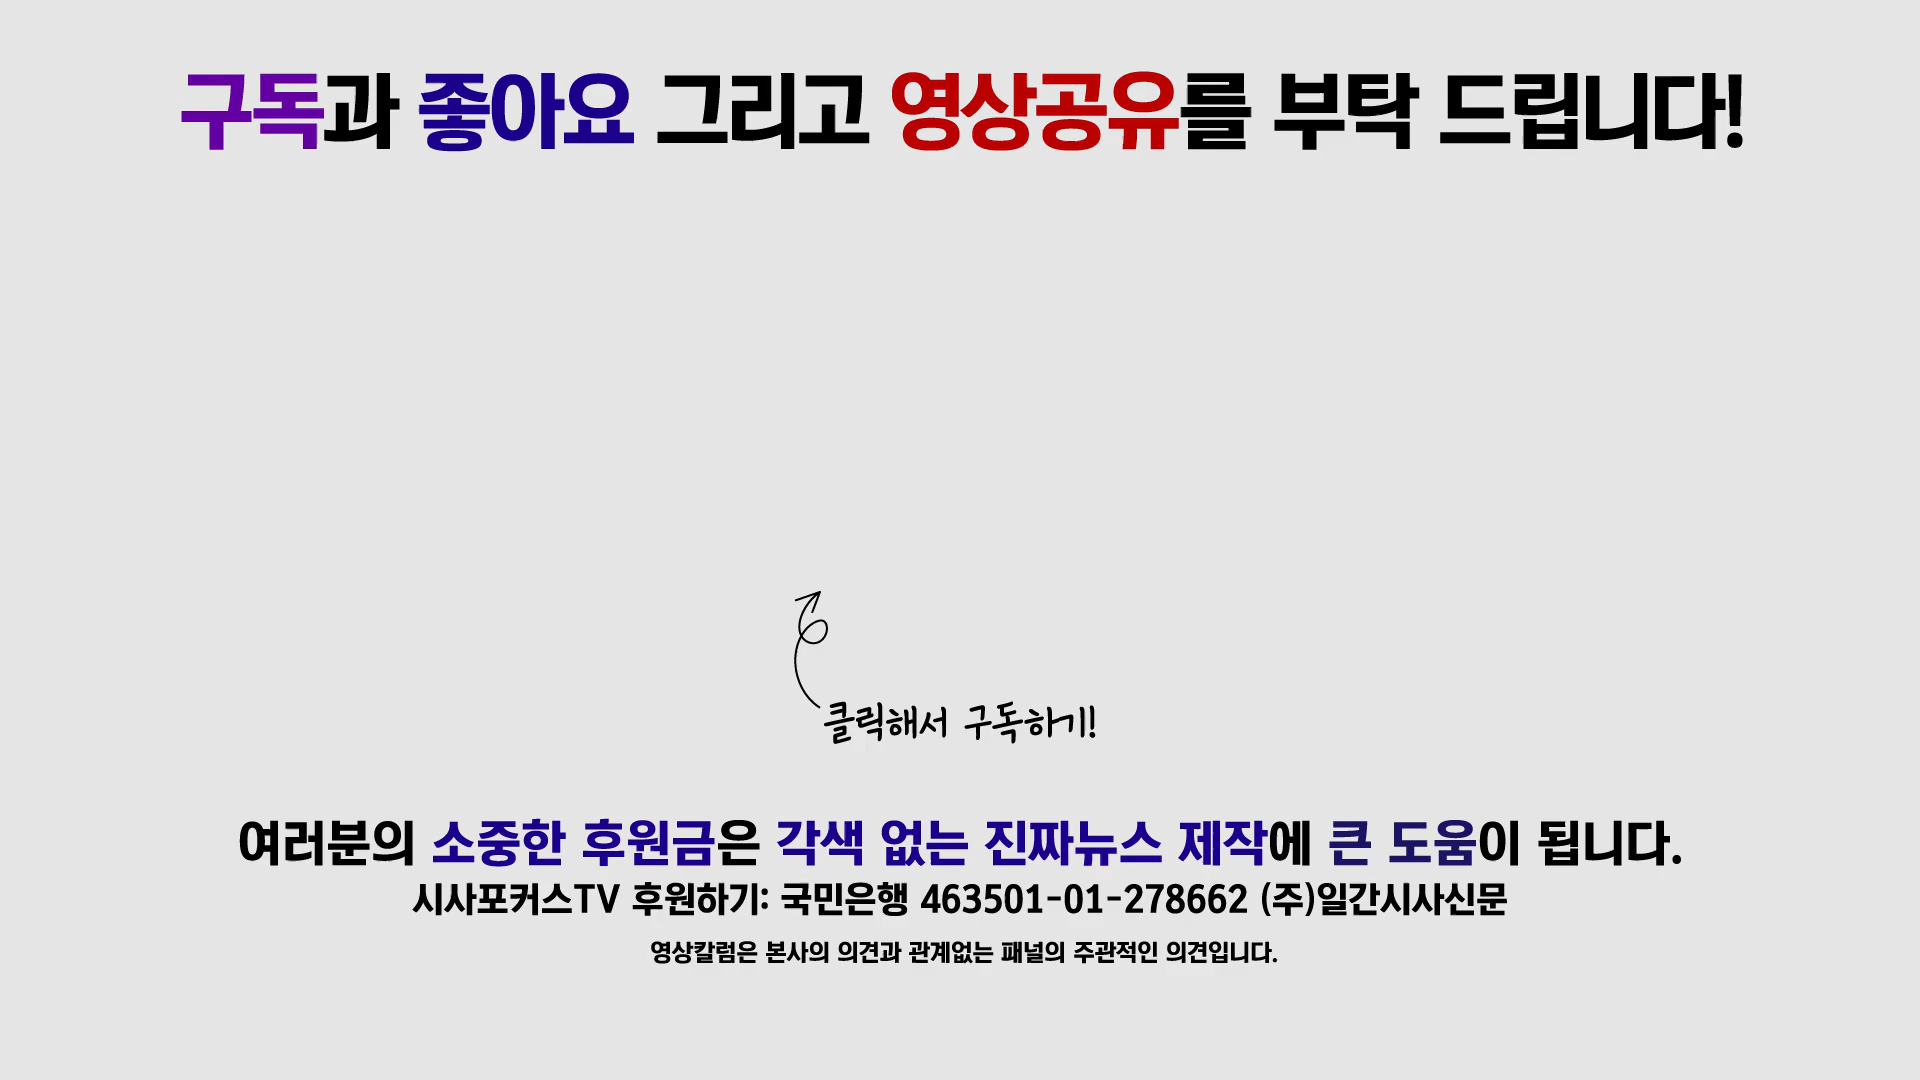 구독과 좋아요 그리고 영상공유를 부탁 드립니다!
클릭해서 구독하기!
여러분의 소중한 후원금은 각색 없는 진짜뉴스 제작에 큰 도움이 됩니다.
시사포커스TV 후원하기: 국민은행 463501-01-278662 (주)일간시사신문
영상칼럼은 본사의 의견과 관계없는 패널의 주관적인 의견입니다.